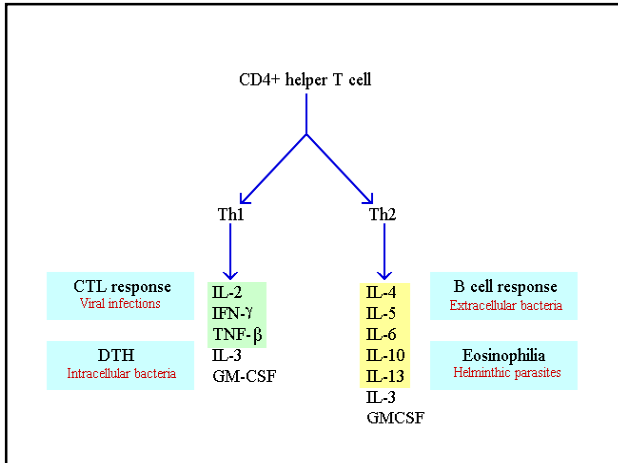 CD4+ helper T cell
Th1
Th2
CTL response
Viral infections
DTH
Intracellular bacteria
IL-2
IFN-γ
TNF-β
IL-3
GM-CSF
IL-4
IL-5
IL-6
IL-10
IL-13
IL-3
GMCSF
B cell response
Extracellular bacteria
Eosinophilia
Helminthic parasites